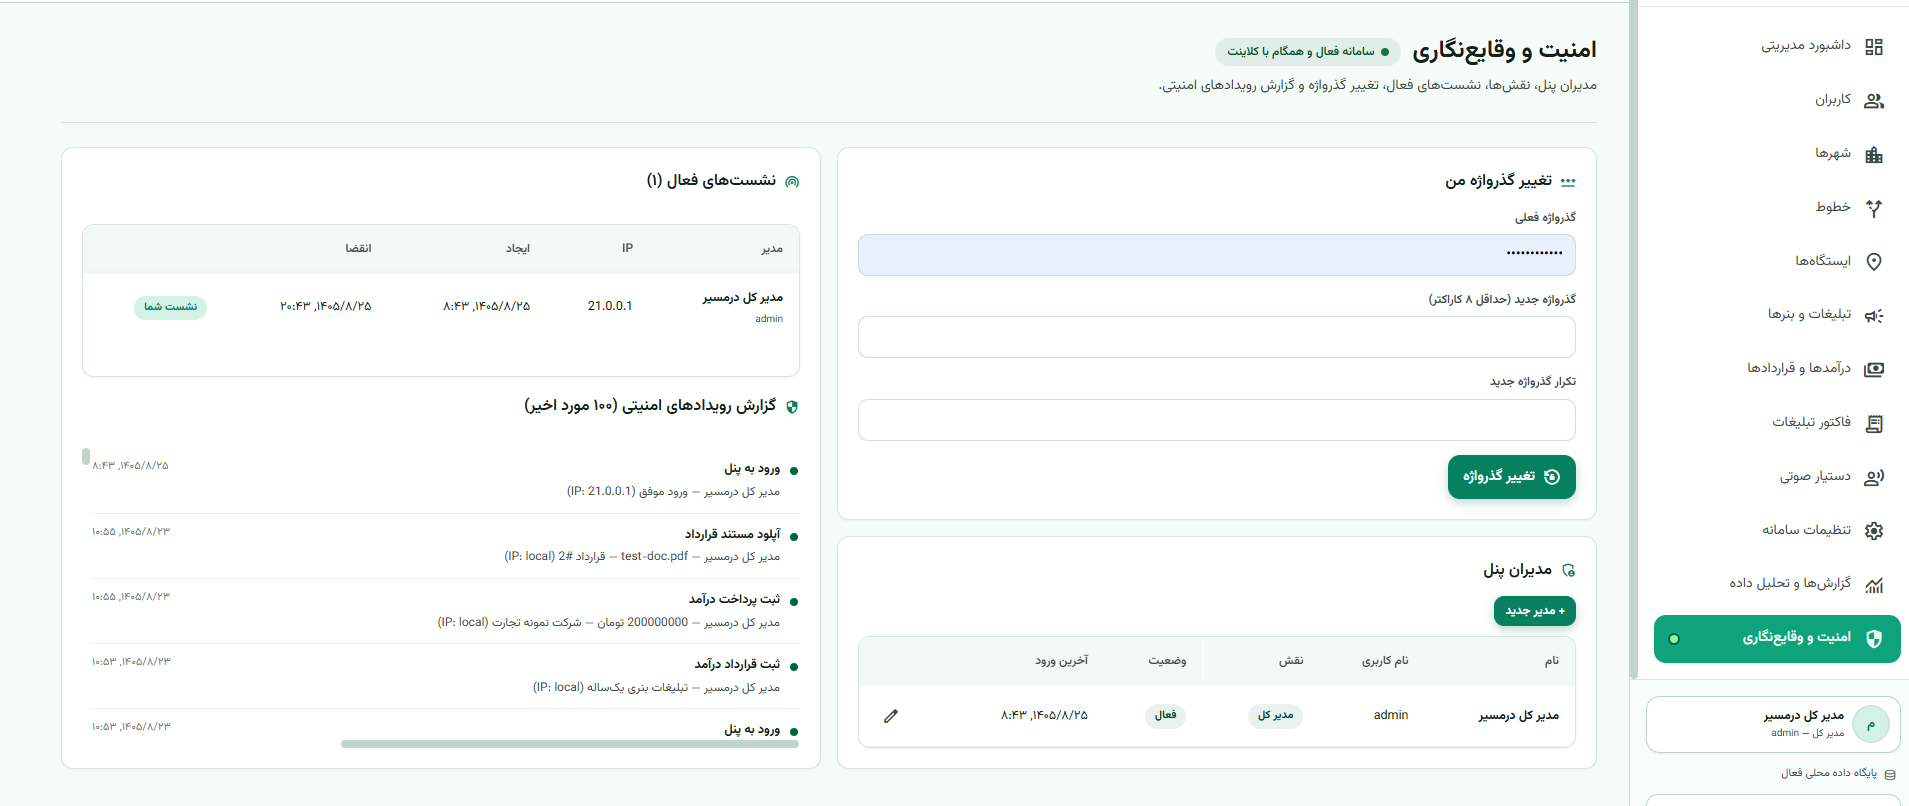 داشبورد مدیریتی
کاربران
شهرها
خطوط
ایستگاه‌ها
تبلیغات و بنرها
درآمدها و قراردادها
فاکتور تبلیغات
دستیار صوتی
تنظیمات سامانه
گزارش‌ها و تحلیل داده
امنیت و وقایع‌نگاری
م
مدیر کل درمسیر
مدیر کل — admin
پایگاه داده محلی فعال
امنیت و وقایع‌نگاری
سامانه فعال و همگام با کلاینت
مدیران پنل، نقش‌ها، نشست‌های فعال، تغییر گذرواژه و گزارش رویدادهای امنیتی.
تغییر گذرواژه من
گذرواژه فعلی
••••••••••••
گذرواژه جدید (حداقل ۸ کاراکتر)
تکرار گذرواژه جدید
تغییر گذرواژه
مدیران پنل
+ مدیر جدید
نام نام کاربری نقش وضعیت آخرین ورود
مدیر کل درمسیر admin مدیر کل فعال ۱۴۰۵/۸/۲۵, ۸:۴۳
نشست‌های فعال (۱)
مدیر IP ایجاد انقضا
مدیر کل درمسیر 21.0.0.1 ۱۴۰۵/۸/۲۵, ۸:۴۳ ۱۴۰۵/۸/۲۵, ۲۰:۴۳ نشست شما
admin
گزارش رویدادهای امنیتی (۱۰۰ مورد اخیر)
ورود به پنل ۱۴۰۵/۸/۲۵, ۸:۴۳
مدیر کل درمسیر — ورود موفق (IP: 21.0.0.1)
آپلود مستند قرارداد ۱۴۰۵/۸/۲۳, ۱۰:۵۵
مدیر کل درمسیر — test-doc.pdf — قرارداد #2 (IP: local)
ثبت پرداخت درآمد ۱۴۰۵/۸/۲۳, ۱۰:۵۵
مدیر کل درمسیر — 200000000 تومان — شرکت نمونه تجارت (IP: local)
ثبت قرارداد درآمد ۱۴۰۵/۸/۲۳, ۱۰:۵۳
مدیر کل درمسیر — تبلیغات بنری یک‌ساله (IP: local)
ورود به پنل ۱۴۰۵/۸/۲۳, ۱۰:۵۳